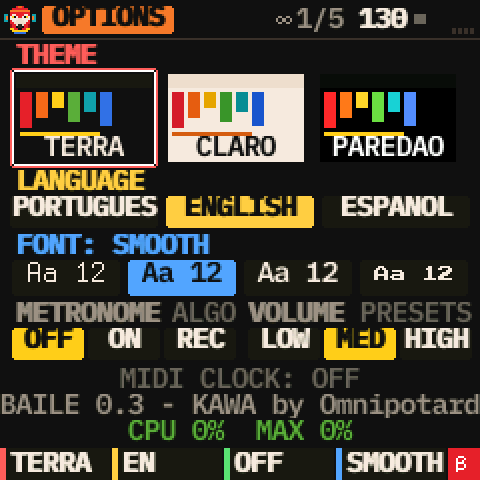 OPTIONS ∞1/5 130
THEME
TERRA CLARO PAREDAO
LANGUAGE
PORTUGUES ENGLISH ESPANOL
FONT: SMOOTH
Aa 12 Aa 12 Aa 12 Aa 12
METRONOME ALGO VOLUME PRESETS
OFF ON REC LOW MED HIGH
MIDI CLOCK: OFF
BAILE 0.3 - KAWA by Omnipotard
CPU 0% MAX 0%
TERRA EN OFF SMOOTH β